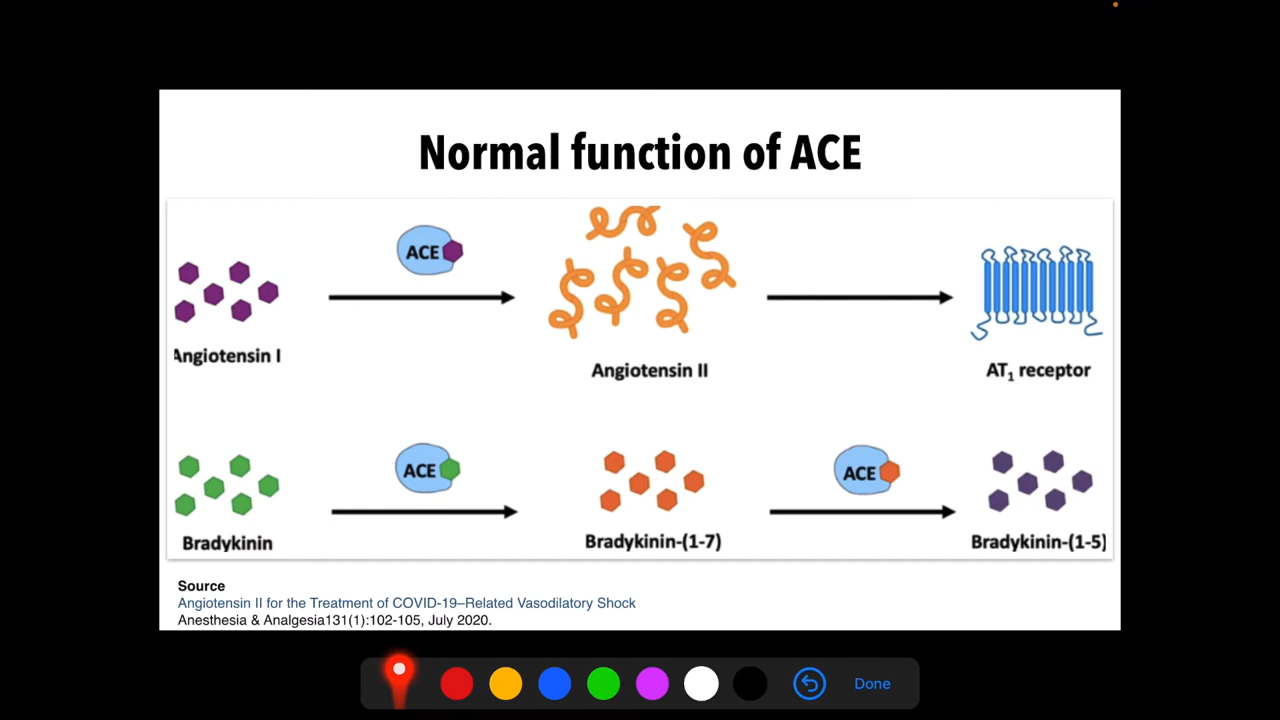 Normal function of ACE
ACE
Angiotensin I
Angiotensin II
AT₁ receptor
ACE
ACE
Bradykinin
Bradykinin-(1-7)
Bradykinin-(1-5)
Source
Angiotensin II for the Treatment of COVID-19–Related Vasodilatory Shock
Anesthesia & Analgesia131(1):102-105, July 2020.
Done